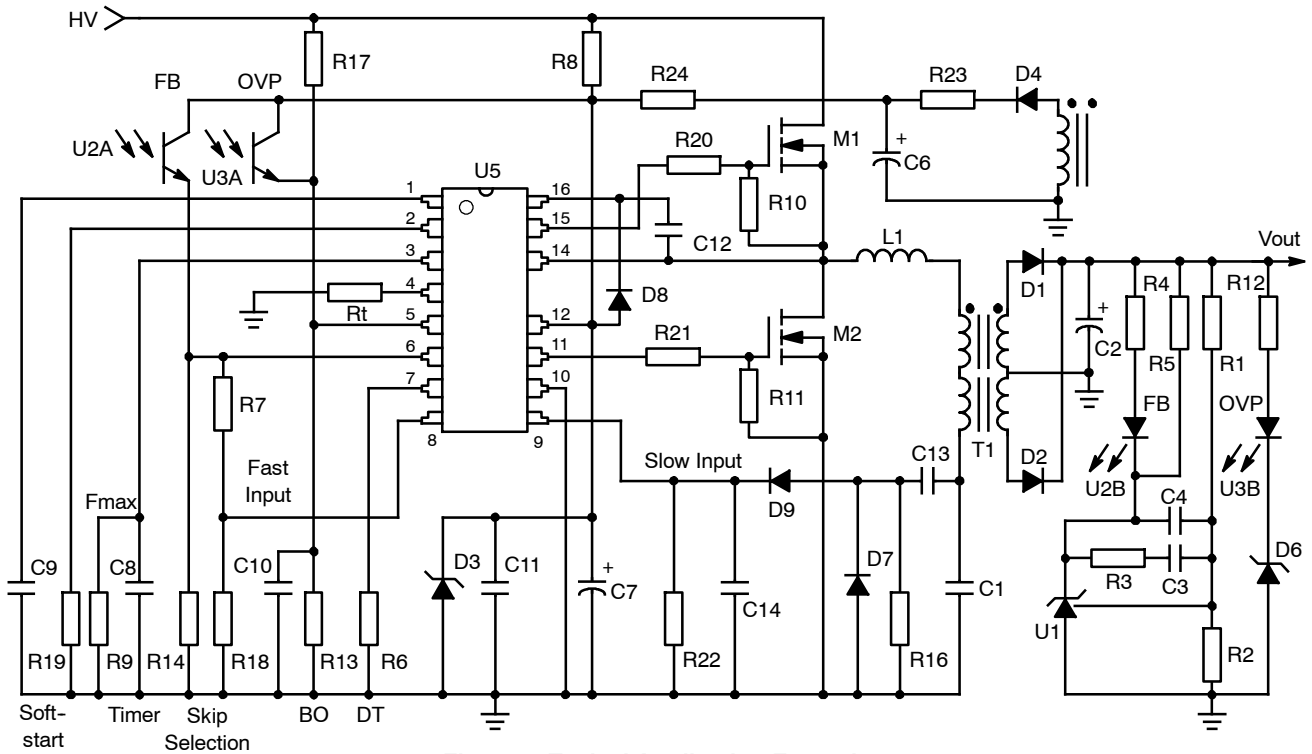 HV
R17
R8
FB
OVP
R24
R23
D4
U2A
U3A
R20
M1
C6
U5
1
16
R10
2
15
C12
L1
Vout
3
14
4
D8
Rt
D1
R4
R12
5
12
M2
C2
6
11
R21
R5
R1
7
10
R7
R11
FB
OVP
8
9
T1
Slow Input
C13
D2
Fast
Input
U2B
U3B
Fmax
D9
C4
C9
C8
C10
D3
C11
+
C7
D7
C1
R3
C3
D6
C14
U1
R19
R9
R14
R18
R13
R6
R22
R16
R2
Soft-
start
Timer
Skip
Selection
BO
DT
+
+